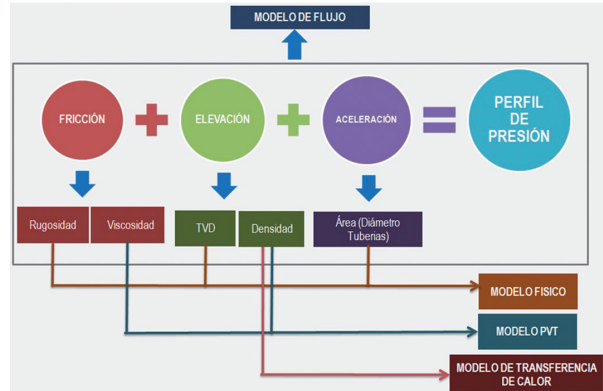 MODELO DE FLUJO
FRICCIÓN
ELEVACIÓN
ACELERACIÓN
PERFIL
DE
PRESIÓN
Rugosidad
Viscosidad
TVD
Densidad
Área (Diámetro
Tuberias)
MODELO FISICO
MODELO PVT
MODELO DE TRANSFERENCIA
DE CALOR